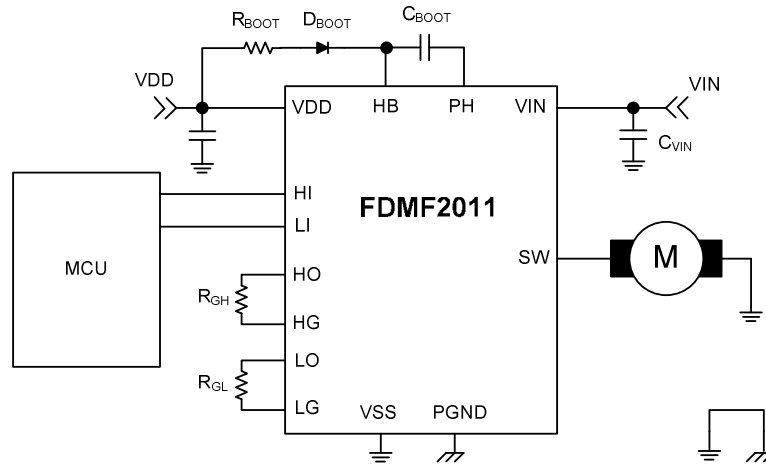 RBOOT
DBOOT
CBOOT
VDD
VIN
VDD
HB
PH
VIN
CVIN
HI
LI
FDMF2011
MCU
SW
M
HO
RGH
HG
LO
RGL
LG
VSS
PGND